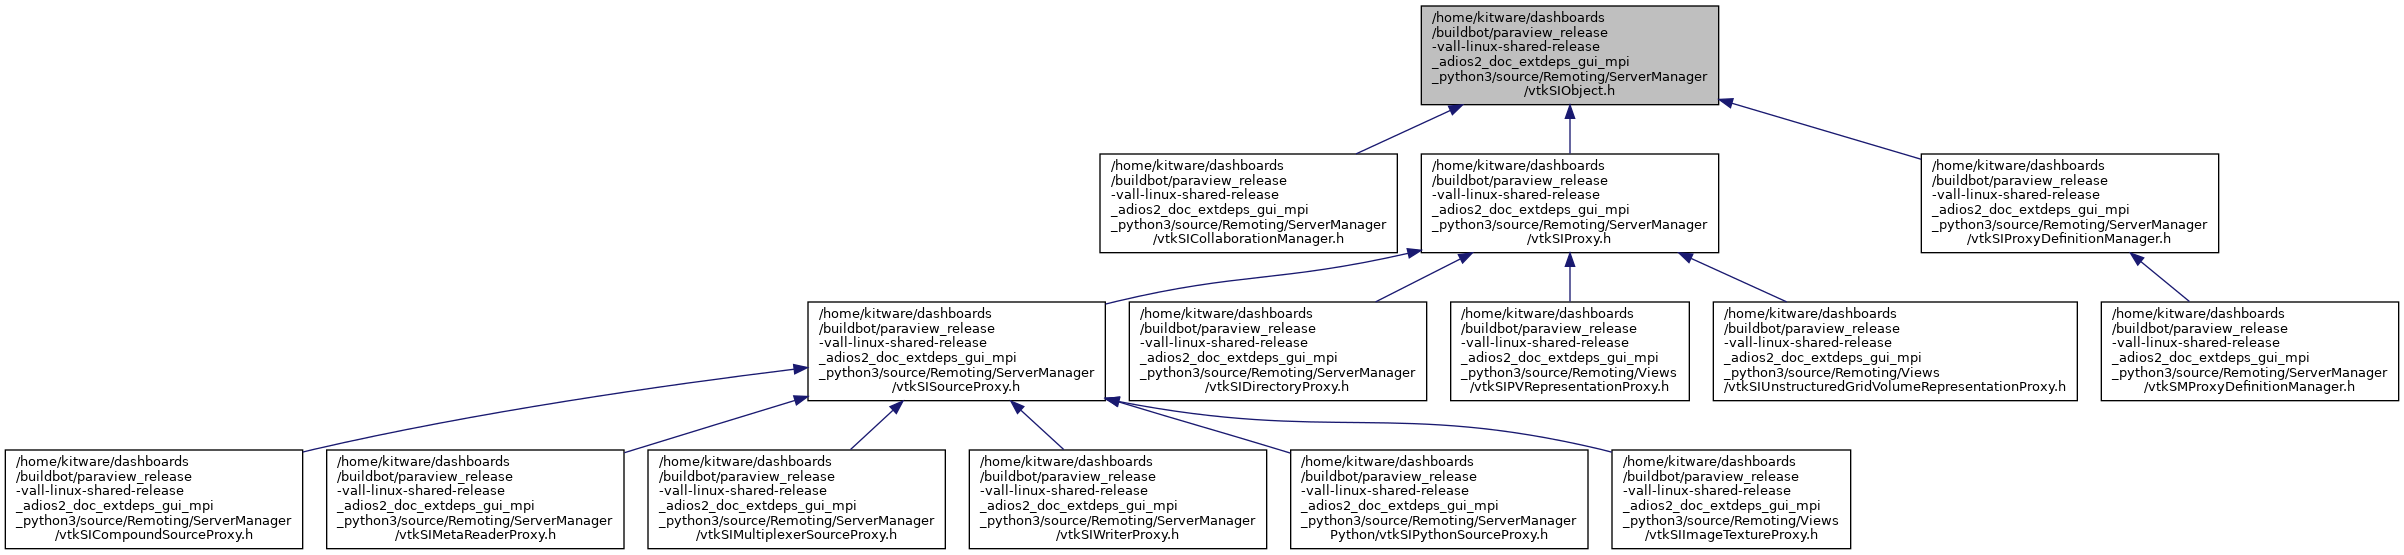 /home/kitware/dashboards
/buildbot/paraview_release
-vall-linux-shared-release
_adios2_doc_extdeps_gui_mpi
_python3/source/Remoting/ServerManager
/vtkSIObject.h
/home/kitware/dashboards
/buildbot/paraview_release
-vall-linux-shared-release
_adios2_doc_extdeps_gui_mpi
_python3/source/Remoting/ServerManager
/vtkSICollaborationManager.h
/home/kitware/dashboards
/buildbot/paraview_release
-vall-linux-shared-release
_adios2_doc_extdeps_gui_mpi
_python3/source/Remoting/ServerManager
/vtkSIProxy.h
/home/kitware/dashboards
/buildbot/paraview_release
-vall-linux-shared-release
_adios2_doc_extdeps_gui_mpi
_python3/source/Remoting/ServerManager
/vtkSIProxyDefinitionManager.h
/home/kitware/dashboards
/buildbot/paraview_release
-vall-linux-shared-release
_adios2_doc_extdeps_gui_mpi
_python3/source/Remoting/ServerManager
/vtkSISourceProxy.h
/home/kitware/dashboards
/buildbot/paraview_release
-vall-linux-shared-release
_adios2_doc_extdeps_gui_mpi
_python3/source/Remoting/ServerManager
/vtkSIDirectoryProxy.h
/home/kitware/dashboards
/buildbot/paraview_release
-vall-linux-shared-release
_adios2_doc_extdeps_gui_mpi
_python3/source/Remoting/Views
/vtkSIPVRepresentationProxy.h
/home/kitware/dashboards
/buildbot/paraview_release
-vall-linux-shared-release
_adios2_doc_extdeps_gui_mpi
_python3/source/Remoting/Views
/vtkSIUnstructuredGridVolumeRepresentationProxy.h
/home/kitware/dashboards
/buildbot/paraview_release
-vall-linux-shared-release
_adios2_doc_extdeps_gui_mpi
_python3/source/Remoting/ServerManager
/vtkSMProxyDefinitionManager.h
/home/kitware/dashboards
/buildbot/paraview_release
-vall-linux-shared-release
_adios2_doc_extdeps_gui_mpi
_python3/source/Remoting/ServerManager
/vtkSICompoundSourceProxy.h
/home/kitware/dashboards
/buildbot/paraview_release
-vall-linux-shared-release
_adios2_doc_extdeps_gui_mpi
_python3/source/Remoting/ServerManager
/vtkSIMetaReaderProxy.h
/home/kitware/dashboards
/buildbot/paraview_release
-vall-linux-shared-release
_adios2_doc_extdeps_gui_mpi
_python3/source/Remoting/ServerManager
/vtkSIMultiplexerSourceProxy.h
/home/kitware/dashboards
/buildbot/paraview_release
-vall-linux-shared-release
_adios2_doc_extdeps_gui_mpi
_python3/source/Remoting/ServerManager
/vtkSIWriterProxy.h
/home/kitware/dashboards
/buildbot/paraview_release
-vall-linux-shared-release
_adios2_doc_extdeps_gui_mpi
_python3/source/Remoting/ServerManager
Python/vtkSIPythonSourceProxy.h
/home/kitware/dashboards
/buildbot/paraview_release
-vall-linux-shared-release
_adios2_doc_extdeps_gui_mpi
_python3/source/Remoting/Views
/vtkSIImageTextureProxy.h